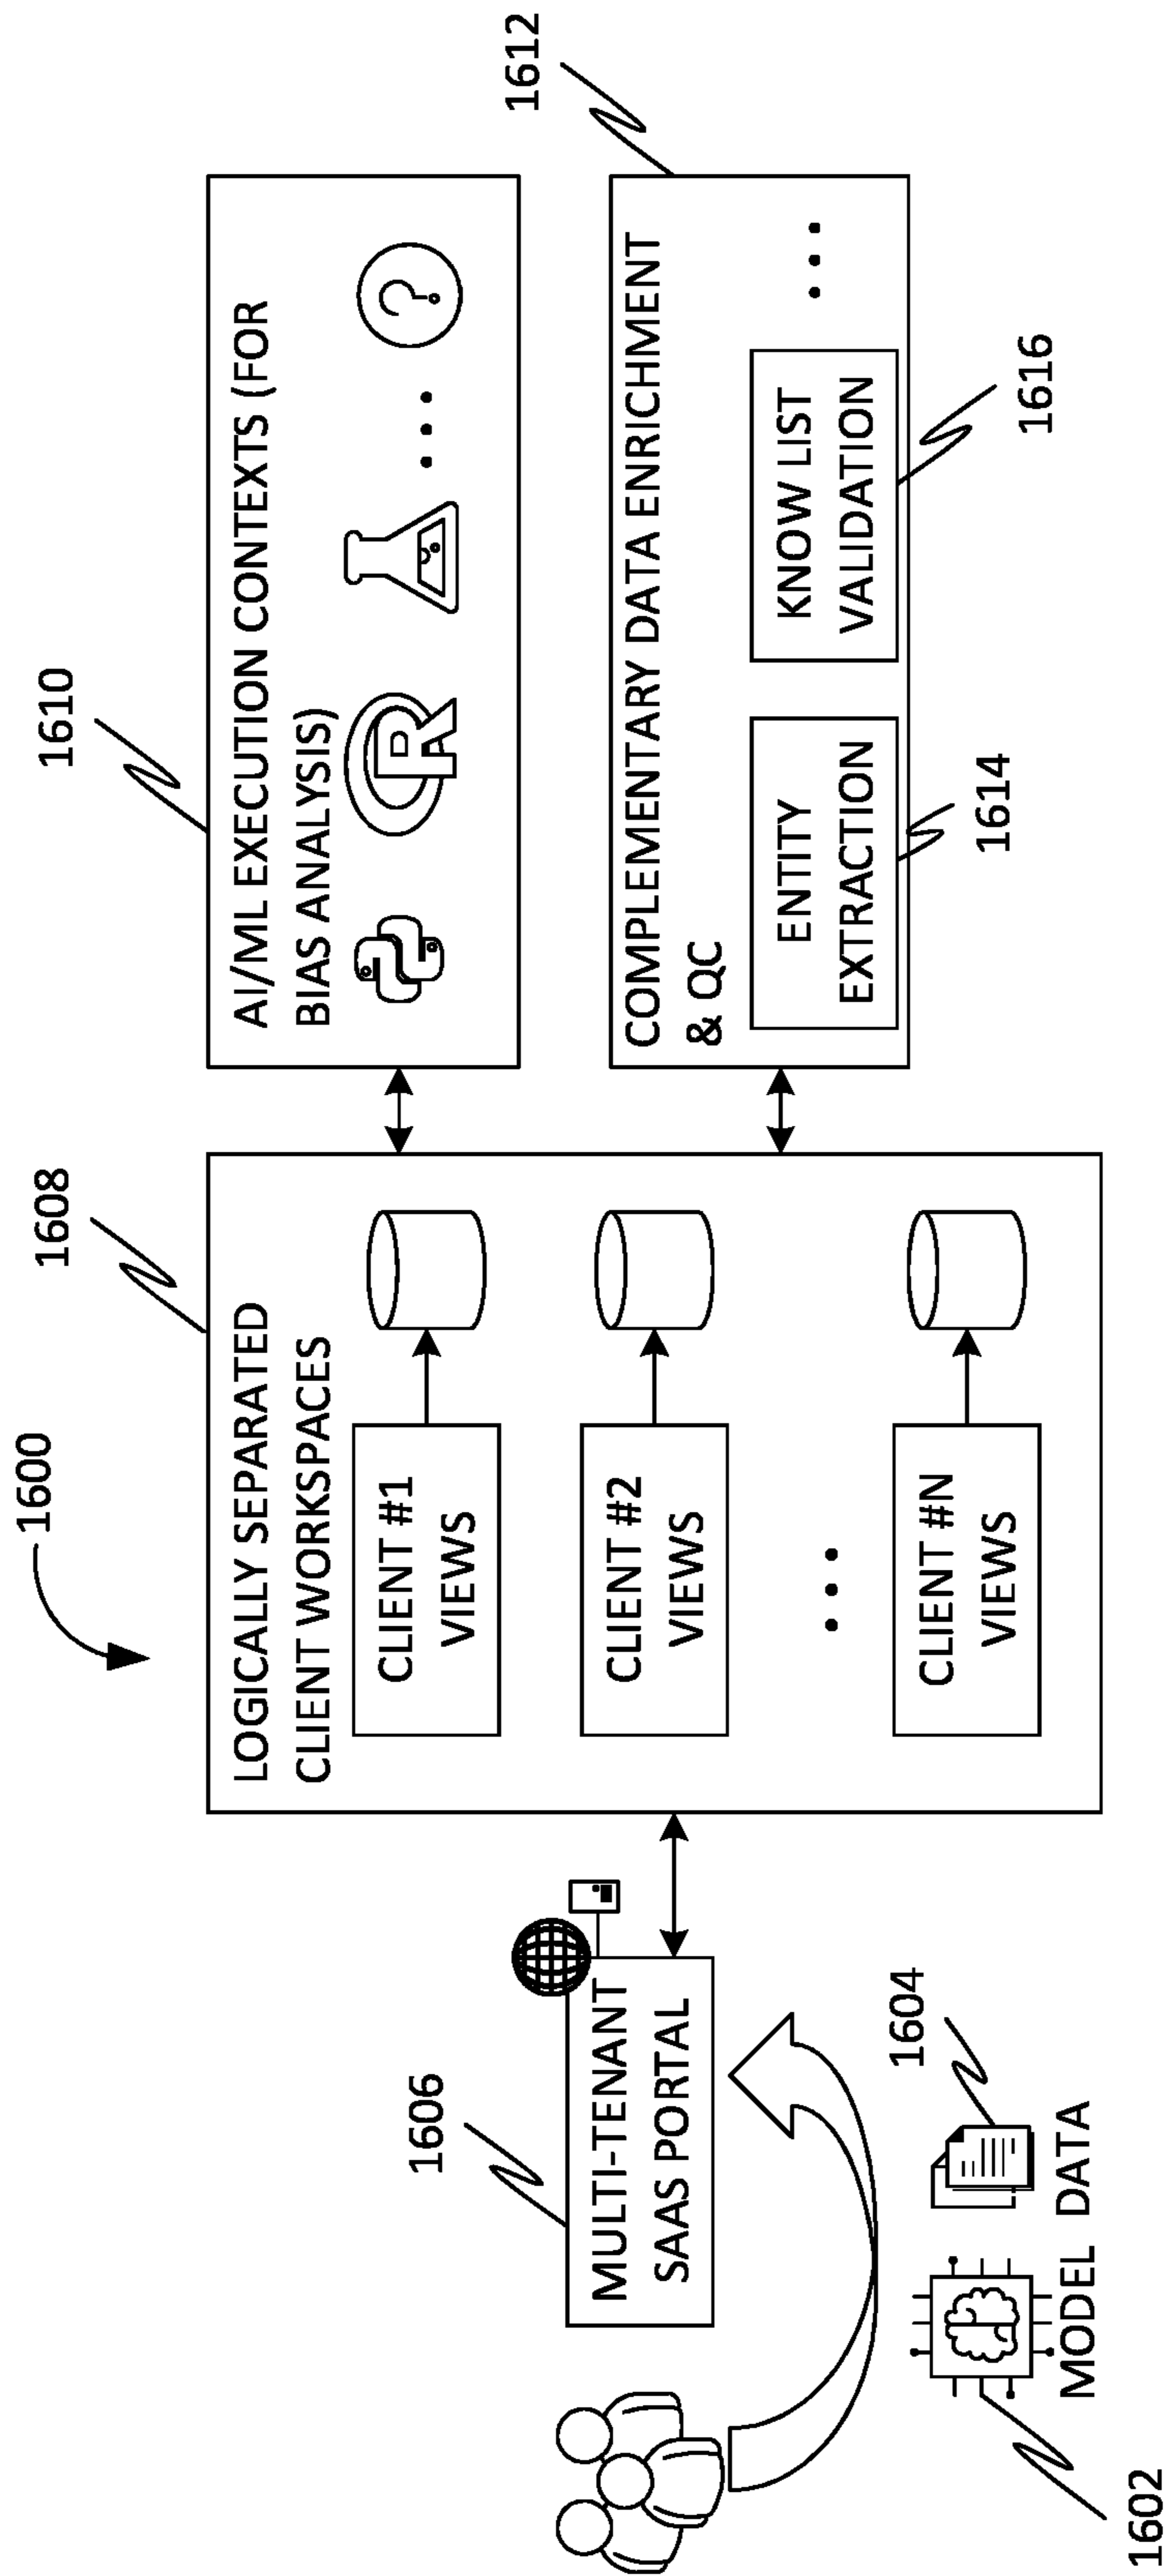 1600
1606
MULTI-TENANT
SAAS PORTAL
1602
MODEL
1604
DATA
1608
LOGICALLY SEPARATED
CLIENT WORKSPACES
CLIENT #1
VIEWS
CLIENT #2
VIEWS
...
CLIENT #N
VIEWS
1610
AI/ML EXECUTION CONTEXTS (FOR
BIAS ANALYSIS)
R
...
?
1612
COMPLEMENTARY DATA ENRICHMENT
& QC
ENTITY
EXTRACTION
1614
KNOW LIST
VALIDATION
1616
...